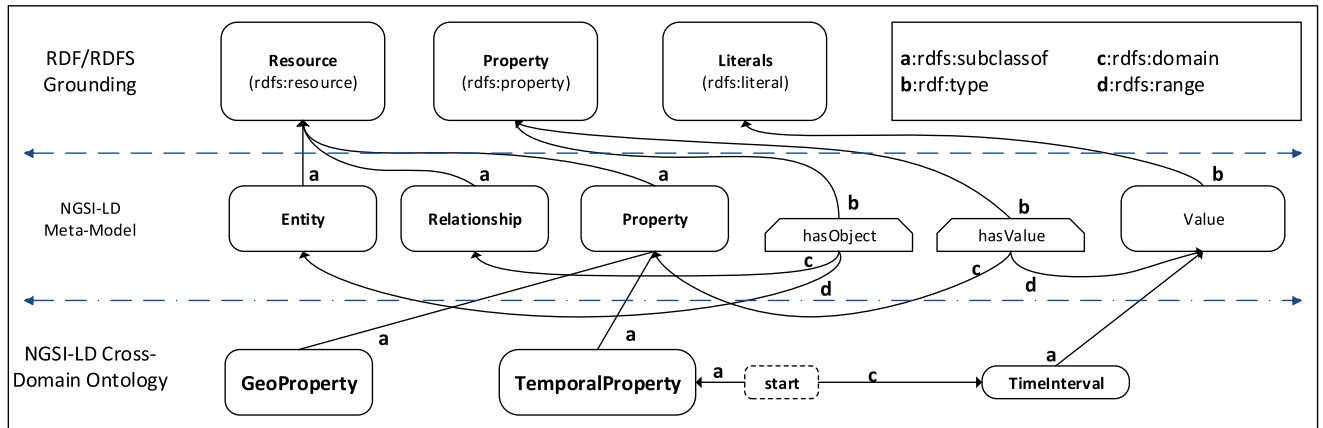 RDF/RDFS
Grounding
Resource
(rdfs:resource)
Property
(rdfs:property)
Literals
(rdfs:literal)
a:rdfs:subclassof
c:rdfs:domain
b:rdf:type
d:rdfs:range
a
a
a
b
b
b
NGSI-LD
Meta-Model
Entity
Relationship
Property
hasObject
hasValue
Value
c
d
c
d
NGSI-LD Cross-
Domain Ontology
a
a
a
GeoProperty
TemporalProperty
a
start
c
TimeInterval